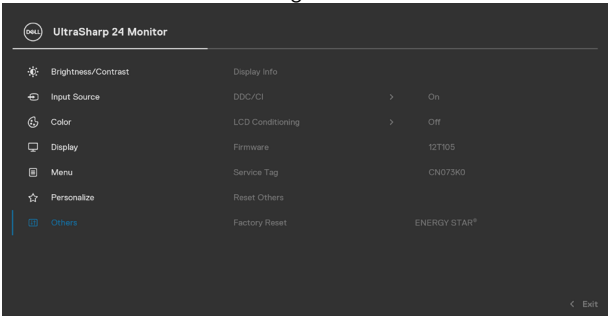 DELL UltraSharp 24 Monitor
Brightness/Contrast Display Info
Input Source DDC/CI > On
Color LCD Conditioning > Off
Display Firmware 12T105
Menu Service Tag CN073K0
Personalize Reset Others
Others Factory Reset ENERGY STAR®
< Exit